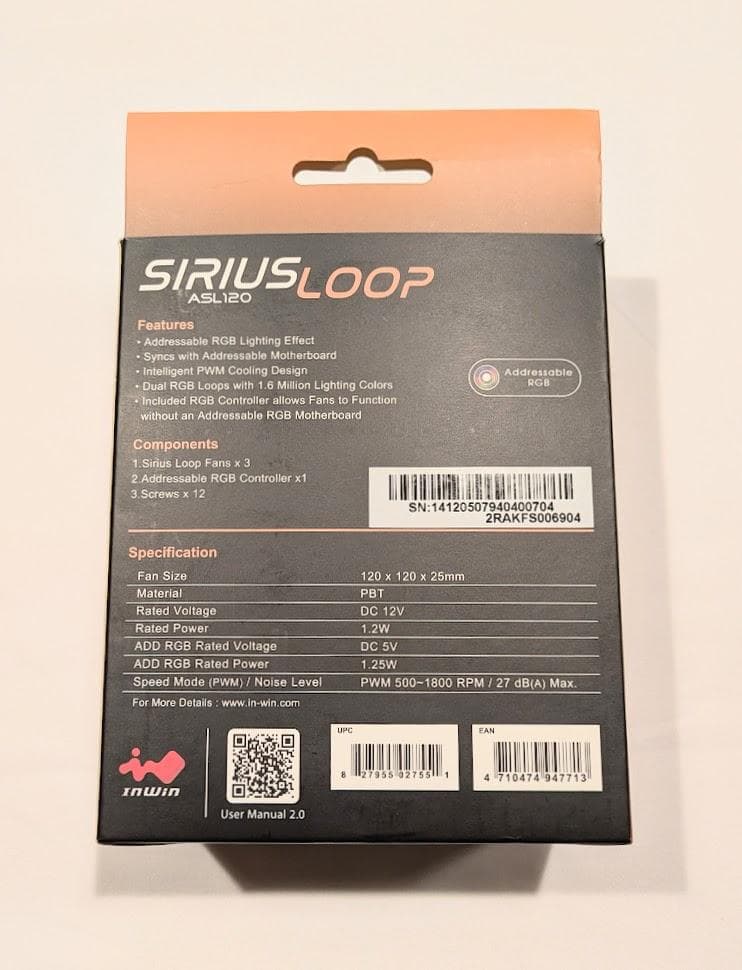 SIRIUS LOOP
ASL120
Features
• Addressable RGB Lighting Effect
• Syncs with Addressable Motherboard
• Intelligent PWM Cooling Design
• Dual RGB Loops with 1.6 Million Lighting Colors
• Included RGB Controller allows Fans to Function
without an Addressable RGB Motherboard
Addressable
RGB
Components
1.Sirius Loop Fans x 3
2.Addressable RGB Controller x1
3.Screws x 12
SN:14120507940400704
2RAKFS006904
Specification
Fan Size 120 x 120 x 25mm
Material PBT
Rated Voltage DC 12V
Rated Power 1.2W
ADD RGB Rated Voltage DC 5V
ADD RGB Rated Power 1.25W
Speed Mode (PWM) / Noise Level PWM 500~1800 RPM / 27 dB(A) Max.
For More Details : www.in-win.com
InWin
User Manual 2.0
UPC
8 27955 02755 1
EAN
4 710474 947713